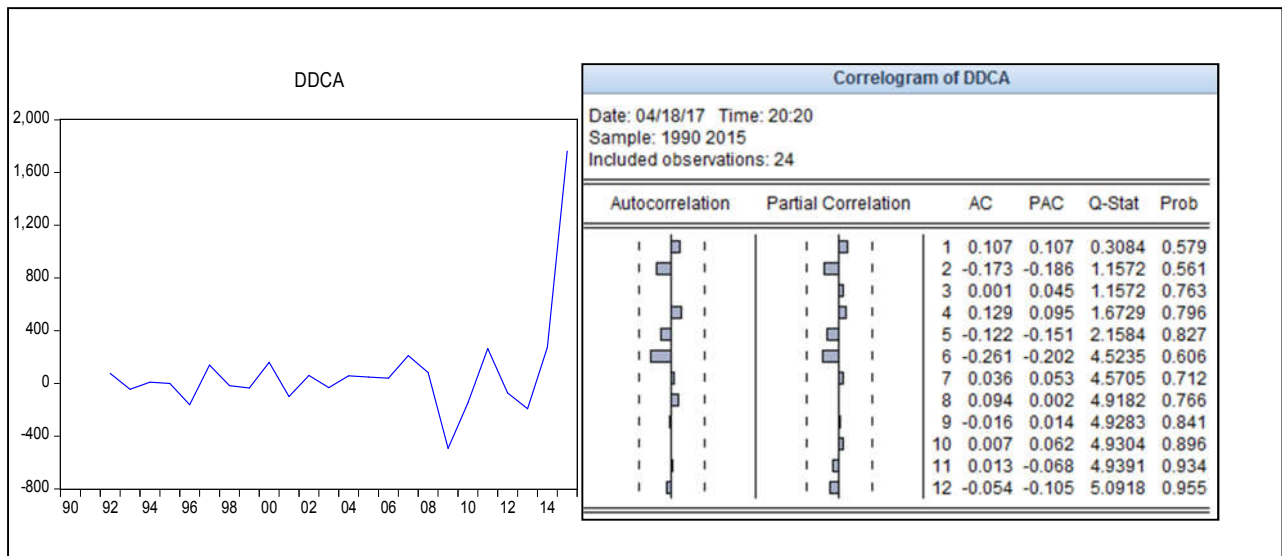 DDCA
2,000
1,600
1,200
800
400
0
-400
-800
90 92 94 96 98 00 02 04 06 08 10 12 14
Correlogram of DDCA
Date: 04/18/17 Time: 20:20
Sample: 1990 2015
Included observations: 24
Autocorrelation Partial Correlation AC PAC Q-Stat Prob
1 0.107 0.107 0.3084 0.579
2 -0.173 -0.186 1.1572 0.561
3 0.001 0.045 1.1572 0.763
4 0.129 0.095 1.6729 0.796
5 -0.122 -0.151 2.1584 0.827
6 -0.261 -0.202 4.5235 0.606
7 0.036 0.053 4.5705 0.712
8 0.094 0.002 4.9182 0.766
9 -0.016 0.014 4.9283 0.841
10 0.007 0.062 4.9304 0.896
11 0.013 -0.068 4.9391 0.934
12 -0.054 -0.105 5.0918 0.955